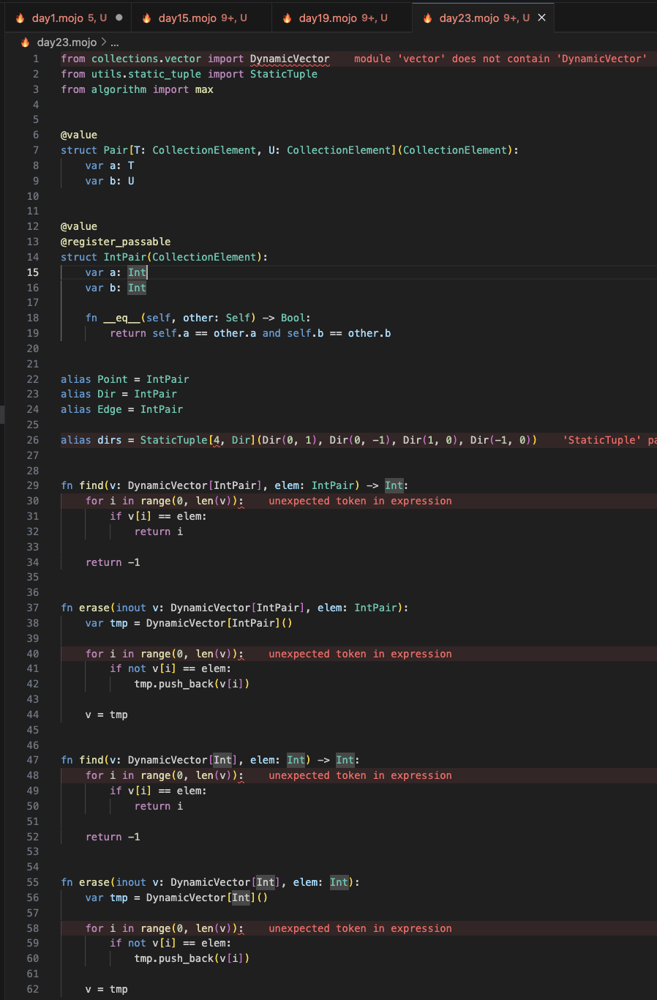 day1.mojo 5, U day15.mojo 9+, U day19.mojo 9+, U day23.mojo 9+, U
day23.mojo > ...
1 from collections.vector import DynamicVector module 'vector' does not contain 'DynamicVector'
2 from utils.static_tuple import StaticTuple
3 from algorithm import max
4
5
6 @value
7 struct Pair[T: CollectionElement, U: CollectionElement](CollectionElement):
8 var a: T
9 var b: U
10
11
12 @value
13 @register_passable
14 struct IntPair(CollectionElement):
15 var a: Int
16 var b: Int
17
18 fn __eq__(self, other: Self) -> Bool:
19 return self.a == other.a and self.b == other.b
20
21
22 alias Point = IntPair
23 alias Dir = IntPair
24 alias Edge = IntPair
25
26 alias dirs = StaticTuple[4, Dir](Dir(0, 1), Dir(0, -1), Dir(1, 0), Dir(-1, 0)) 'StaticTuple' pa
27
28
29 fn find(v: DynamicVector[IntPair], elem: IntPair) -> Int:
30 for i in range(0, len(v)): unexpected token in expression
31 if v[i] == elem:
32 return i
33
34 return -1
35
36
37 fn erase(inout v: DynamicVector[IntPair], elem: IntPair):
38 var tmp = DynamicVector[IntPair]()
39
40 for i in range(0, len(v)): unexpected token in expression
41 if not v[i] == elem:
42 tmp.push_back(v[i])
43
44 v = tmp
45
46
47 fn find(v: DynamicVector[Int], elem: Int) -> Int:
48 for i in range(0, len(v)): unexpected token in expression
49 if v[i] == elem:
50 return i
51
52 return -1
53
54
55 fn erase(inout v: DynamicVector[Int], elem: Int):
56 var tmp = DynamicVector[Int]()
57
58 for i in range(0, len(v)): unexpected token in expression
59 if not v[i] == elem:
60 tmp.push_back(v[i])
61
62 v = tmp